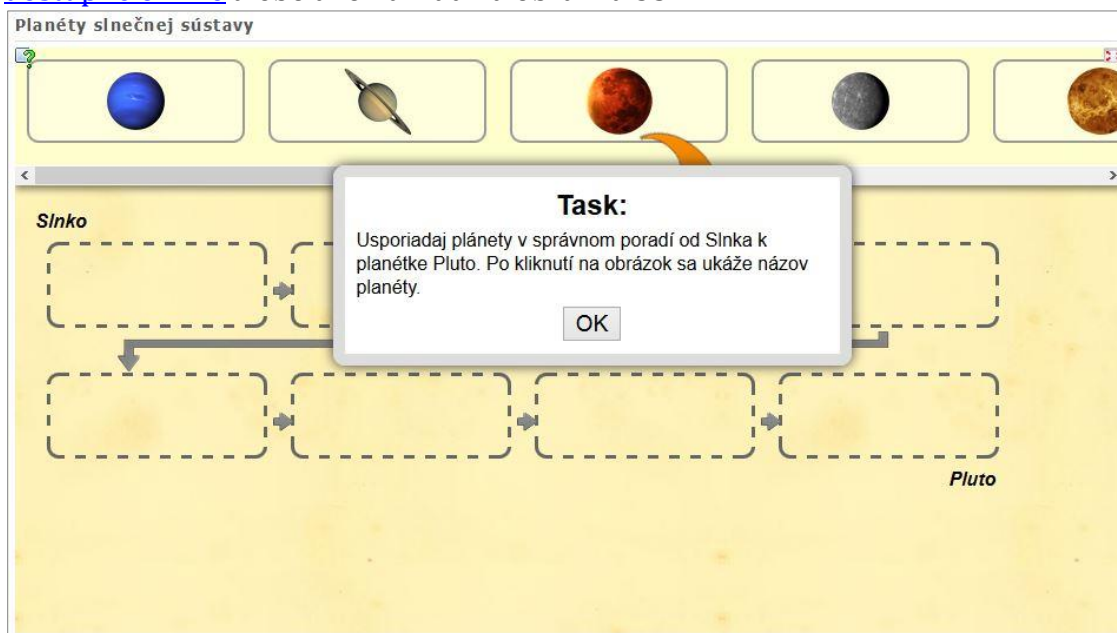 Planéty slnečnej sústavy
Task:
Slnko
Usporiadaj plánety v správnom poradí od Slnka k
planétke Pluto. Po kliknutí na obrázok sa ukáže názov
planéty.
OK
Pluto